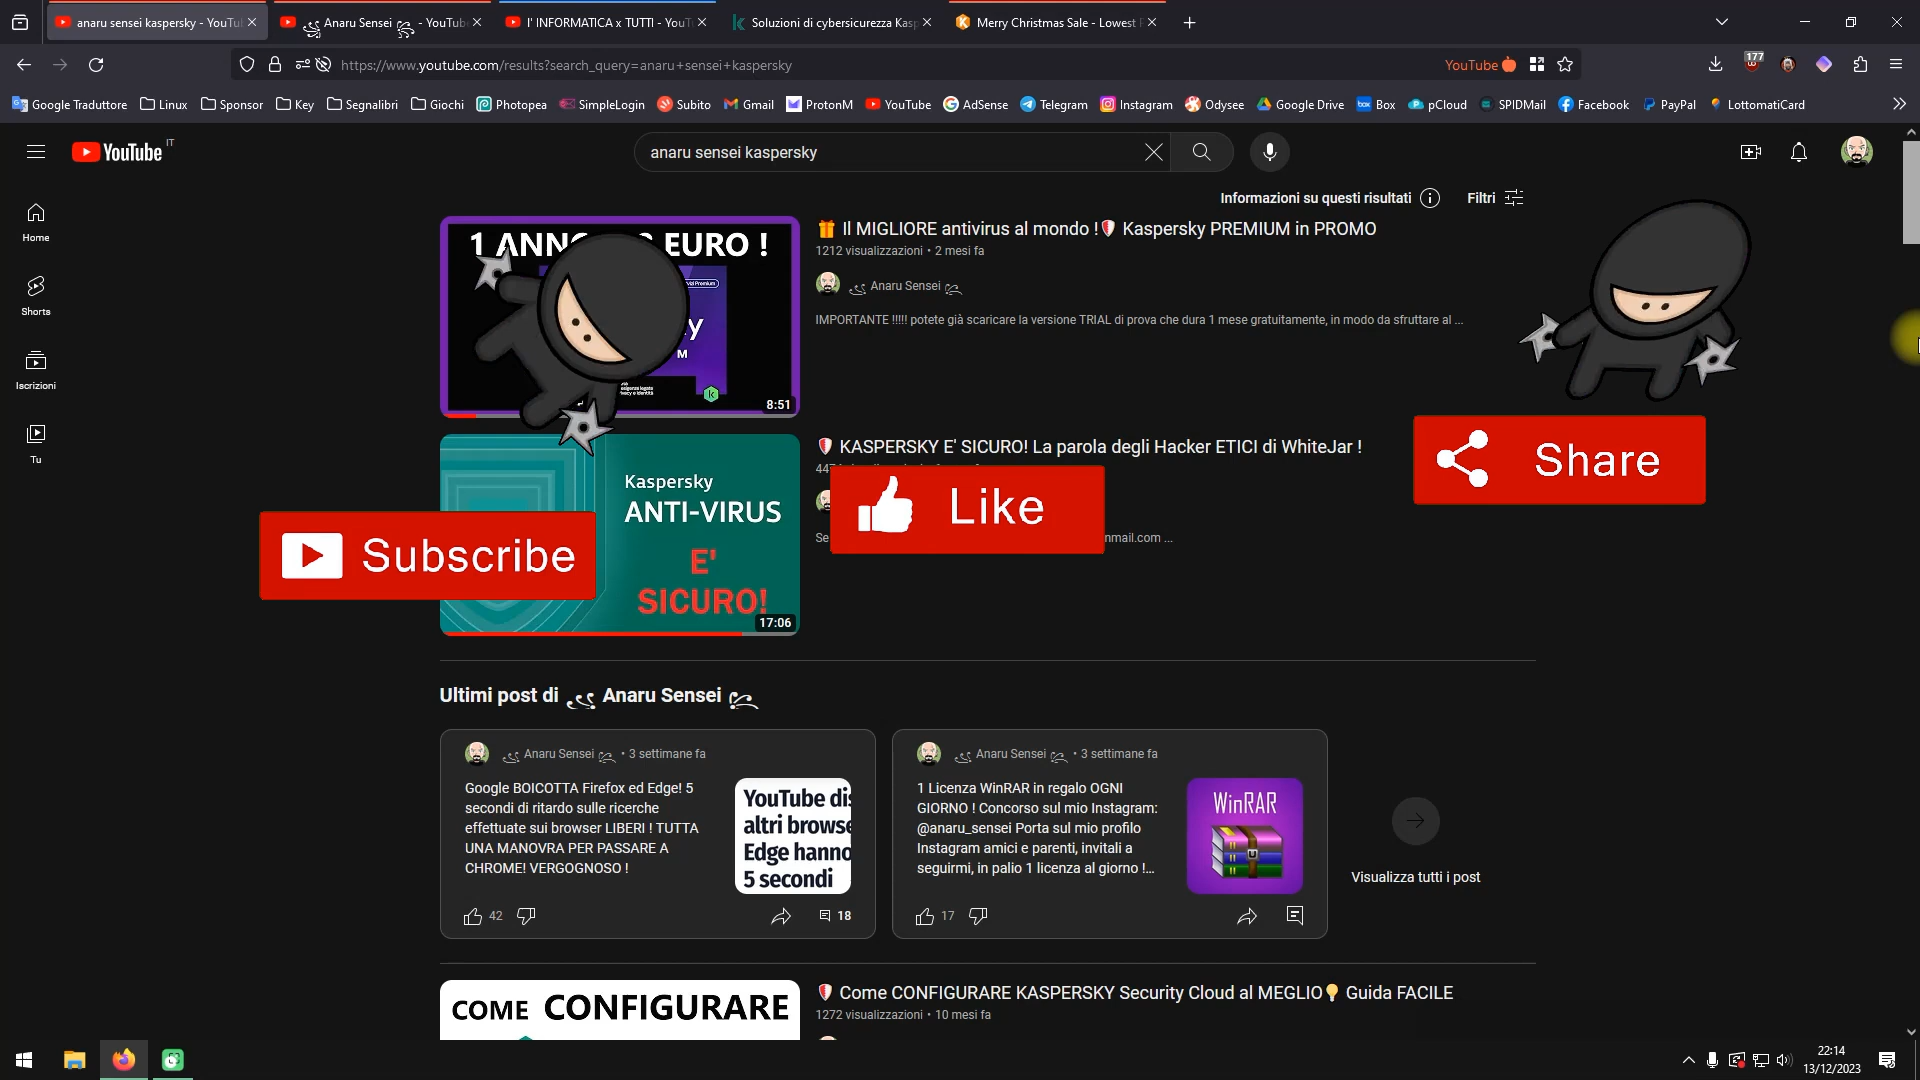 anaru sensei kaspersky - YouTu
Anaru Sensei - YouTube
l' INFORMATICA x TUTTI - YouT
Soluzioni di cybersicurezza Kasp
Merry Christmas Sale - Lowest P
https://www.youtube.com/results?search_query=anaru+sensei+kaspersky
YouTube
177
Google Traduttore
Linux
Sponsor
Key
Segnalibri
Giochi
Photopea
SimpleLogin
Subito
Gmail
ProtonM
YouTube
AdSense
Telegram
Instagram
Odysee
Google Drive
Box
pCloud
SPIDMail
Facebook
PayPal
LottomatiCard
YouTube IT
anaru sensei kaspersky
Informazioni su questi risultati
Filtri
Home
Shorts
Iscrizioni
Tu
1 ANNO EURO !
y
M
8:51
Il MIGLIORE antivirus al mondo ! Kaspersky PREMIUM in PROMO
1212 visualizzazioni • 2 mesi fa
Anaru Sensei
IMPORTANTE !!!!! potete già scaricare la versione TRIAL di prova che dura 1 mese gratuitamente, in modo da sfruttare al ...
Kaspersky
ANTI-VIRUS
E'
SICURO!
17:06
KASPERSKY E' SICURO! La parola degli Hacker ETICI di WhiteJar !
Se
nmail.com ...
Subscribe
Like
Share
Ultimi post di Anaru Sensei
Anaru Sensei • 3 settimane fa
Google BOICOTTA Firefox ed Edge! 5
secondi di ritardo sulle ricerche
effettuate sui browser LIBERI ! TUTTA
UNA MANOVRA PER PASSARE A
CHROME! VERGOGNOSO !
YouTube dis
altri browse
Edge hanno
5 secondi
42
18
Anaru Sensei • 3 settimane fa
1 Licenza WinRAR in regalo OGNI
GIORNO ! Concorso sul mio Instagram:
@anaru_sensei Porta sul mio profilo
Instagram amici e parenti, invitali a
seguirmi, in palio 1 licenza al giorno !...
WinRAR
17
Visualizza tutti i post
COME CONFIGURARE
Come CONFIGURARE KASPERSKY Security Cloud al MEGLIO Guida FACILE
1272 visualizzazioni • 10 mesi fa
22:14
13/12/2023